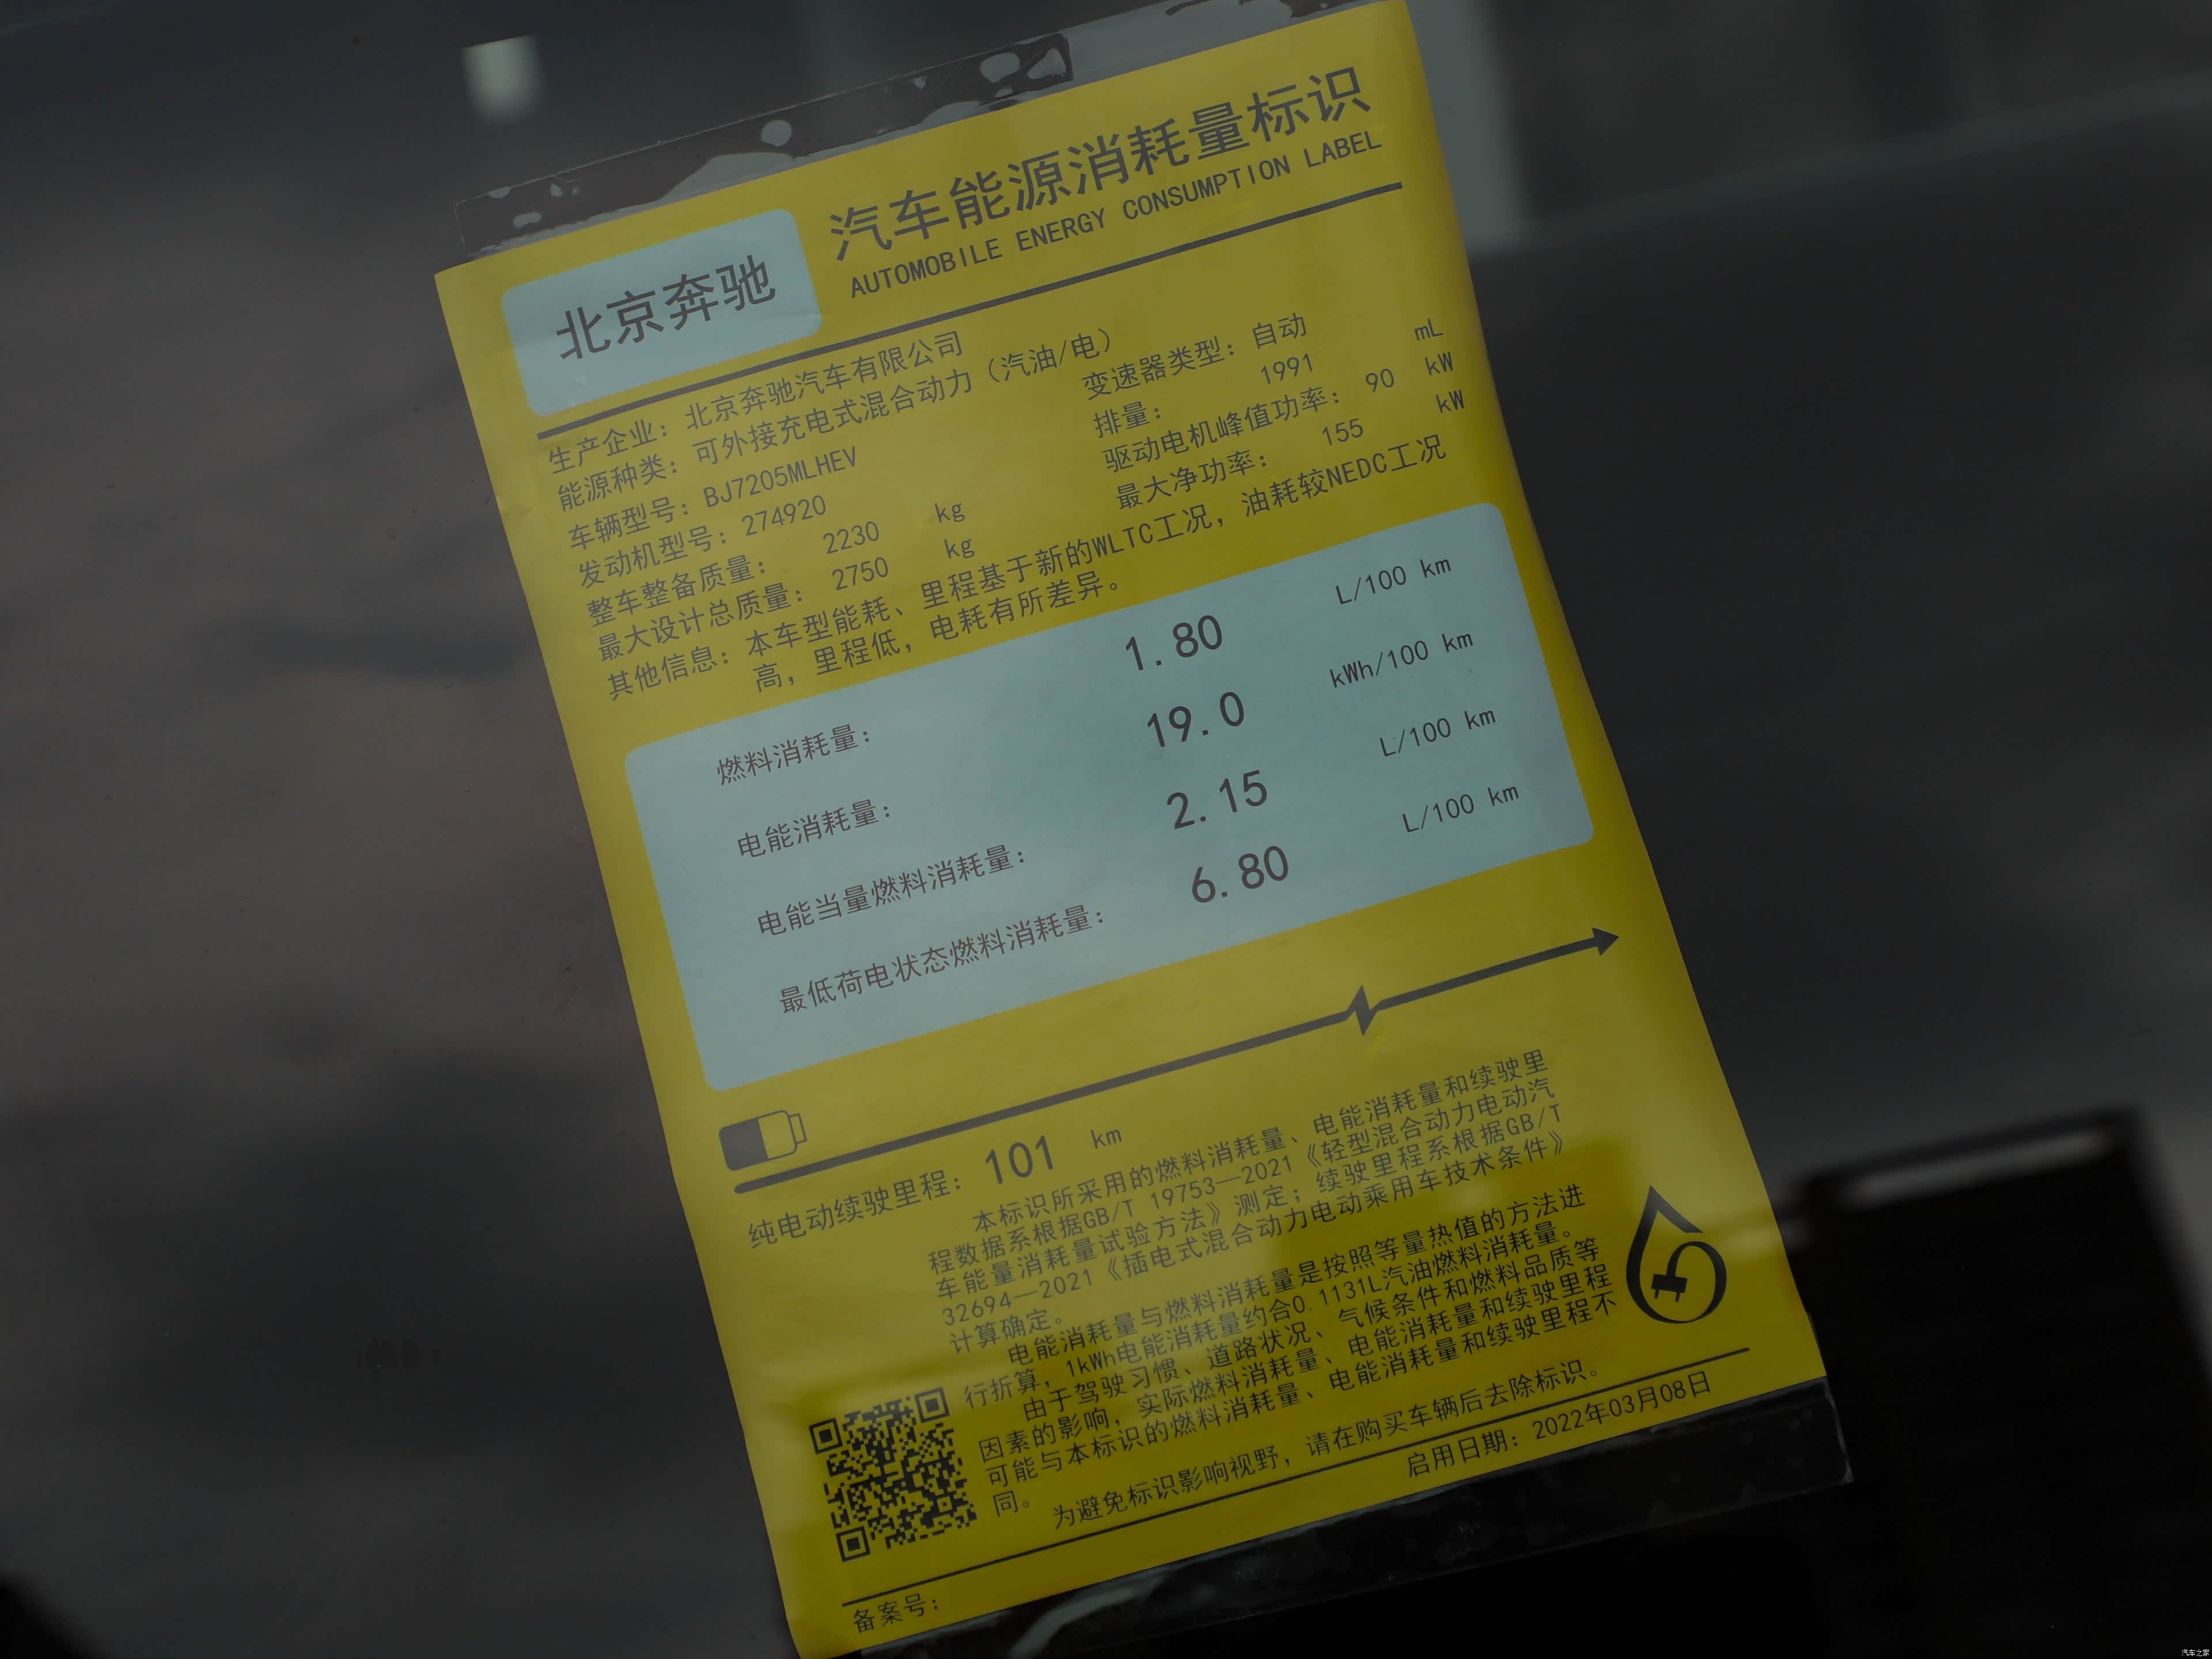 北京奔驰
汽车能源消耗量标识
AUTOMOBILE ENERGY CONSUMPTION LABEL
生产企业：北京奔驰汽车有限公司
能源种类：可外接充电式混合动力（汽油/电）
车辆型号：BJ7205MLHEV
变速器类型：自动
发动机型号：274920
排量：1991 mL
整车整备质量：2230 kg
驱动电机峰值功率：90 kW
最大设计总质量：2750 kg
最大净功率：155 kW
其他信息：本车型能耗、里程基于新的WLTC工况，油耗较NEDC工况
高，里程低，电耗有所差异。
燃料消耗量：1.80 L/100 km
电能消耗量：19.0 kWh/100 km
电能当量燃料消耗量：2.15 L/100 km
最低荷电状态燃料消耗量：6.80 L/100 km
纯电动续驶里程：101 km
本标识所采用的燃料消耗量、电能消耗量和续驶里
程数据系根据GB/T 19753—2021《轻型混合动力电动汽
车能量消耗量试验方法》测定；续驶里程系根据GB/T
32694—2021《插电式混合动力电动乘用车技术条件》
计算确定。
电能消耗量与燃料消耗量是按照等量热值的方法进
行折算，1kWh电能消耗量约合0.1131L汽油燃料消耗量。
由于驾驶习惯、道路状况、气候条件和燃料品质等
因素的影响，实际燃料消耗量、电能消耗量和续驶里程
可能与本标识的燃料消耗量、电能消耗量和续驶里程不
同。
为避免标识影响视野，请在购买车辆后去除标识。
启用日期：2022年03月08日
备案号：
汽车之家